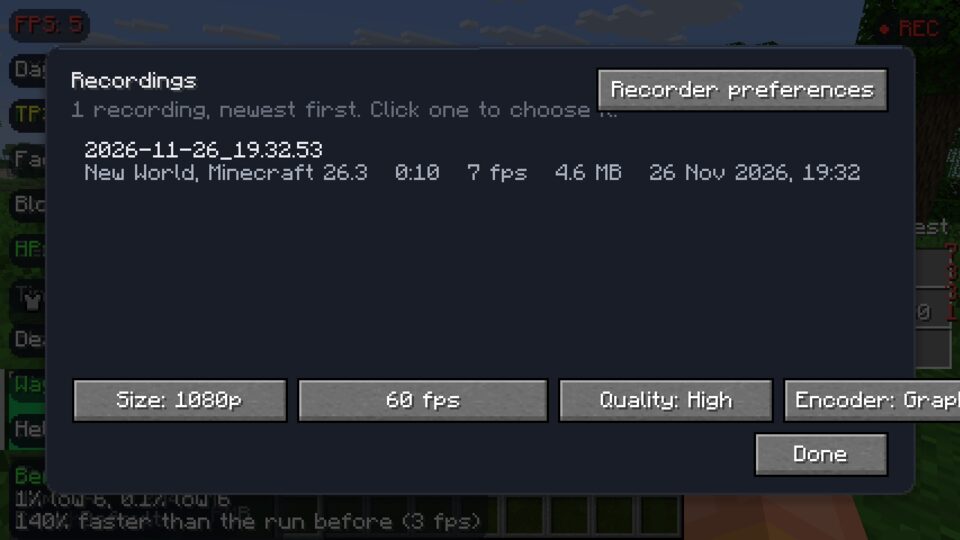 FPS: 5
REC
Recordings
Recorder preferences
1 recording, newest first. Click one to choose it.
2026-11-26_19.32.53
New World, Minecraft 26.3 0:10 7 fps 4.6 MB 26 Nov 2026, 19:32
Size: 1080p
60 fps
Quality: High
Encoder: Grap
Done
1% low 6, 0.1% low 6
140% faster than the run before (3 fps)